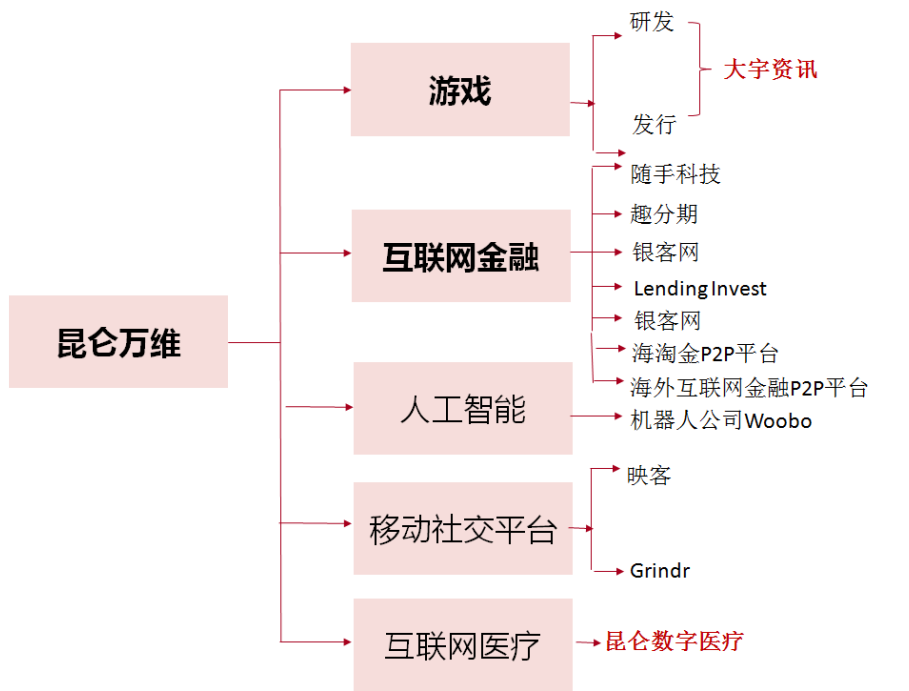 昆仑万维
游戏
研发
发行
大宇资讯
互联网金融
随手科技
趣分期
银客网
Lending Invest
银客网
海淘金P2P平台
海外互联网金融P2P平台
人工智能
机器人公司Woobo
移动社交平台
映客
Grindr
互联网医疗
昆仑数字医疗